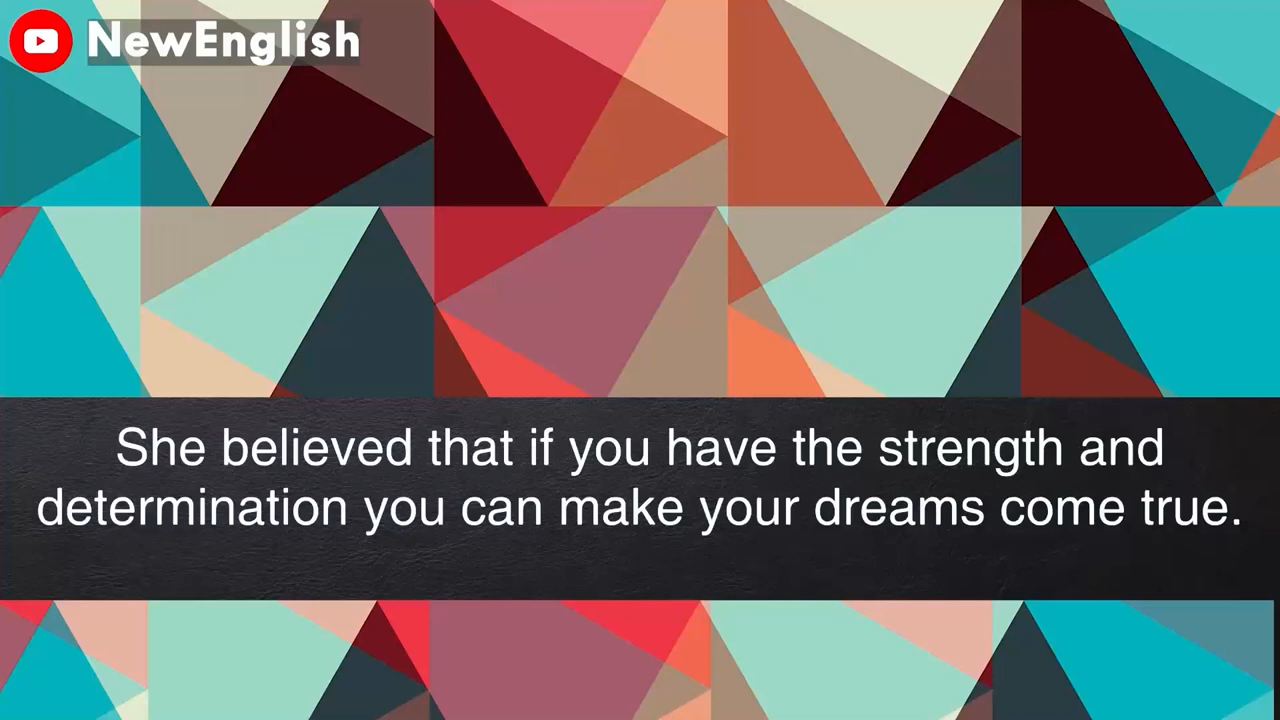 NewEnglish
She believed that if you have the strength and
determination you can make your dreams come true.